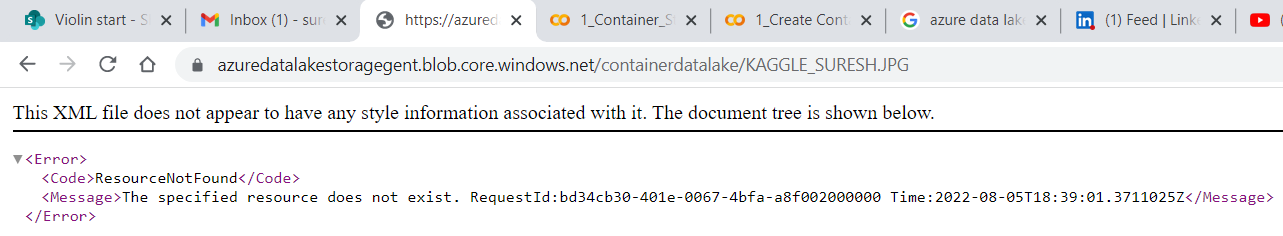 Violin start - S
Inbox (1) - sure
https://azured
1_Container_S
1_Create Cont
azure data lak
(1) Feed | Linke
azuredatalakestoragegent.blob.core.windows.net/containerdatalake/KAGGLE_SURESH.JPG
This XML file does not appear to have any style information associated with it. The document tree is shown below.
<Error>
<Code>ResourceNotFound</Code>
<Message>The specified resource does not exist. RequestId:bd34cb30-401e-0067-4bfa-a8f002000000 Time:2022-08-05T18:39:01.3711025Z</Message>
</Error>